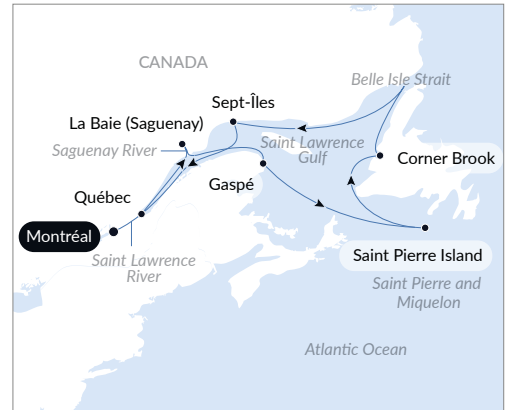 CANADA
Belle Isle Strait
Sept-Îles
La Baie (Saguenay)
Saguenay River
Saint Lawrence
Gulf
Corner Brook
Gaspé
Québec
Montréal
Saint Lawrence
River
Saint Pierre Island
Saint Pierre and
Miquelon
Atlantic Ocean